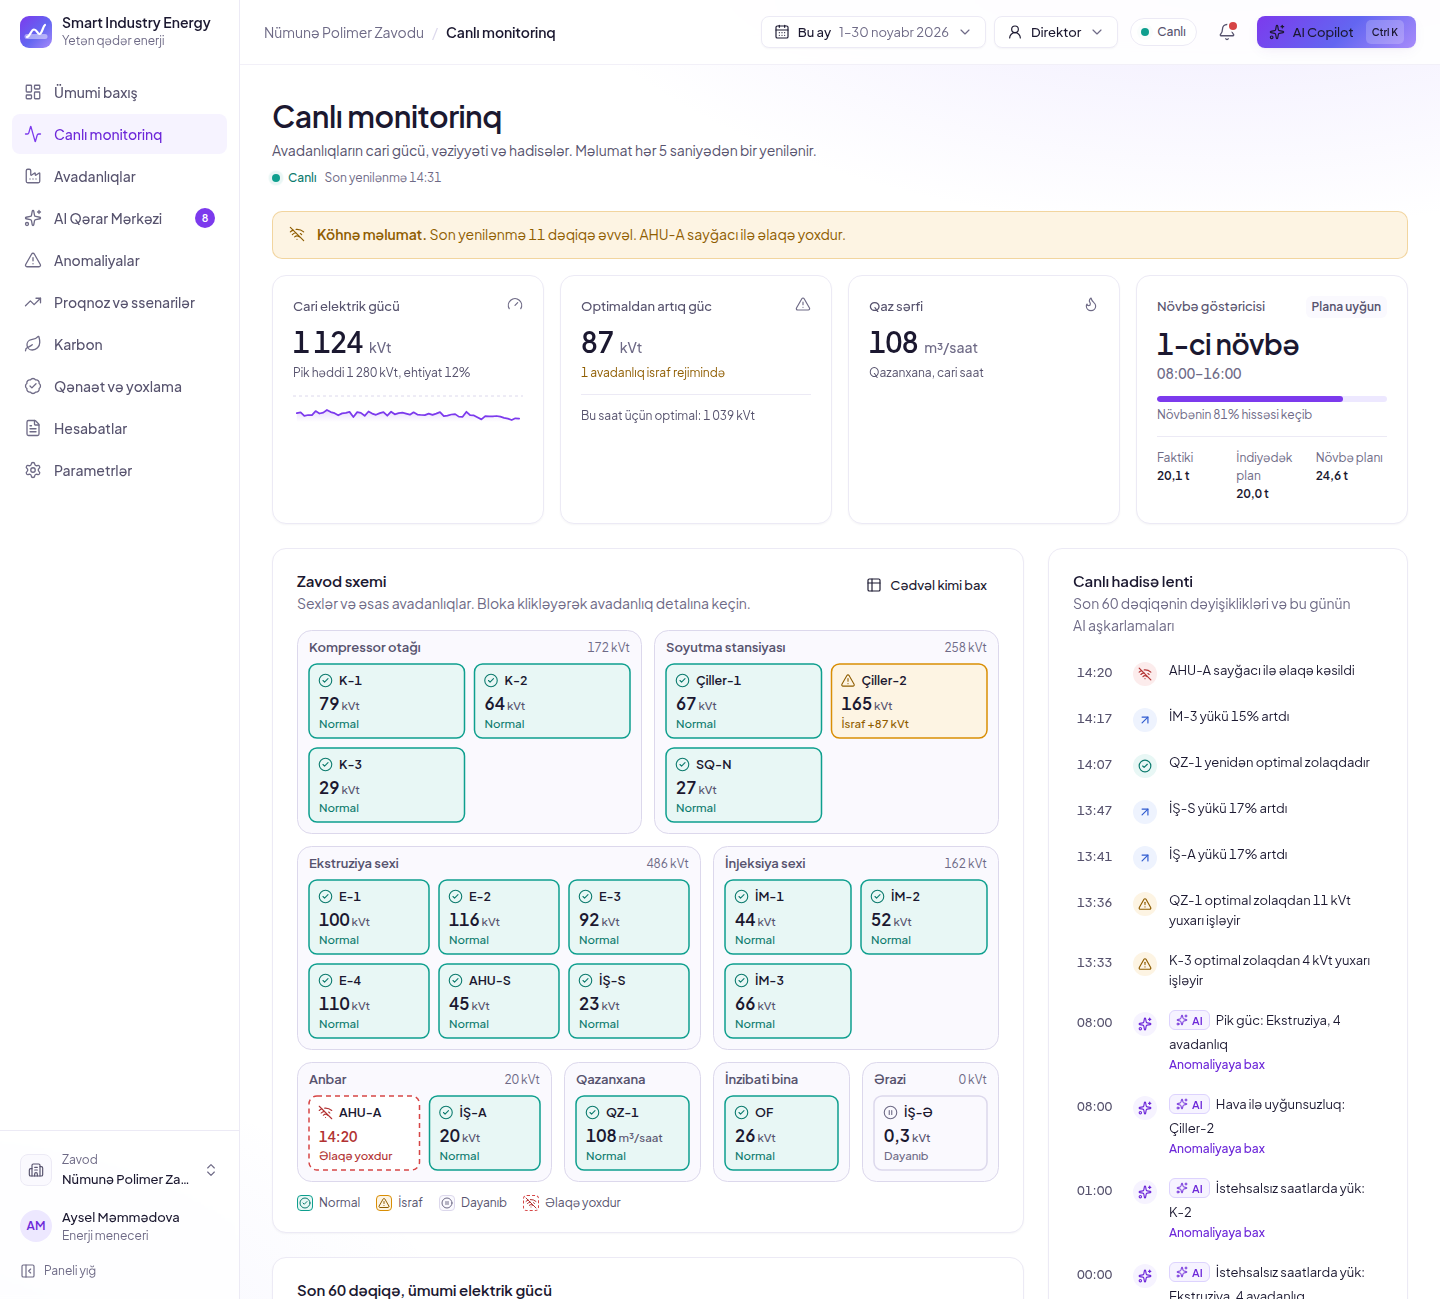 Smart Industry Energy
Yetən qədər enerji
Ümumi baxış
Canlı monitorinq
Avadanlıqlar
AI Qərar Mərkəzi
8
Anomaliyalar
Proqnoz və ssenarilər
Karbon
Qənaət və yoxlama
Hesabatlar
Parametrlər
Zavod
Nümunə Polimer Za...
AM
Aysel Məmmədova
Enerji meneceri
Paneli yığ
Nümunə Polimer Zavodu / Canlı monitorinq
Bu ay 1–30 noyabr 2026
Direktor
Canlı
AI Copilot Ctrl K
Canlı monitorinq
Avadanlıqların cari gücü, vəziyyəti və hadisələr. Məlumat hər 5 saniyədən bir yenilənir.
Canlı Son yenilənmə 14:31
Köhnə məlumat. Son yenilənmə 11 dəqiqə əvvəl. AHU-A sayğacı ilə əlaqə yoxdur.
Cari elektrik gücü
1 124 kVt
Pik həddi 1 280 kVt, ehtiyat 12%
Optimaldan artıq güc
87 kVt
1 avadanlıq israf rejimində
Bu saat üçün optimal: 1 039 kVt
Qaz sərfi
108 m³/saat
Qazanxana, cari saat
Növbə göstəricisi
Plana uyğun
1-ci növbə
08:00–16:00
Növbənin 81% hissəsi keçib
Faktiki
20,1 t
İndiyədək plan
20,0 t
Növbə planı
24,6 t
Zavod sxemi
Sexlər və əsas avadanlıqlar. Bloka klikləyərək avadanlıq detalına keçin.
Cədvəl kimi bax
Kompressor otağı 172 kVt
K-1
79 kVt
Normal
K-2
64 kVt
Normal
K-3
29 kVt
Normal
Soyutma stansiyası 258 kVt
Çiller-1
67 kVt
Normal
Çiller-2
165 kVt
İsraf +87 kVt
SQ-N
27 kVt
Normal
Ekstruziya sexi 486 kVt
E-1
100 kVt
Normal
E-2
116 kVt
Normal
E-3
92 kVt
Normal
E-4
110 kVt
Normal
AHU-S
45 kVt
Normal
İŞ-S
23 kVt
Normal
İnjeksiya sexi 162 kVt
İM-1
44 kVt
Normal
İM-2
52 kVt
Normal
İM-3
66 kVt
Normal
Anbar 20 kVt
AHU-A
14:20
Əlaqə yoxdur
İŞ-A
20 kVt
Normal
Qazanxana
QZ-1
108 m³/saat
Normal
İnzibati bina
OF
26 kVt
Normal
Ərazi 0 kVt
İŞ-Ə
0,3 kVt
Dayanıb
Normal İsraf Dayanıb Əlaqə yoxdur
Son 60 dəqiqə, ümumi elektrik gücü
Canlı hadisə lenti
Son 60 dəqiqənin dəyişiklikləri və bu günün
AI aşkarlamaları
14:20 AHU-A sayğacı ilə əlaqə kəsildi
14:17 İM-3 yükü 15% artdı
14:07 QZ-1 yenidən optimal zolaqdadır
13:47 İŞ-S yükü 17% artdı
13:41 İŞ-A yükü 17% artdı
13:36 QZ-1 optimal zolaqdan 11 kVt
yuxarı işləyir
13:33 K-3 optimal zolaqdan 4 kVt yuxarı
işləyir
08:00 AI Pik güc: Ekstruziya, 4
avadanlıq
Anomaliyaya bax
08:00 AI Hava ilə uyğunsuzluq:
Çiller-2
Anomaliyaya bax
01:00 AI İstehsalsız saatlarda yük:
K-2
Anomaliyaya bax
00:00 AI İstehsalsız saatlarda yük:
Ekstruziya, 4 avadanlıq